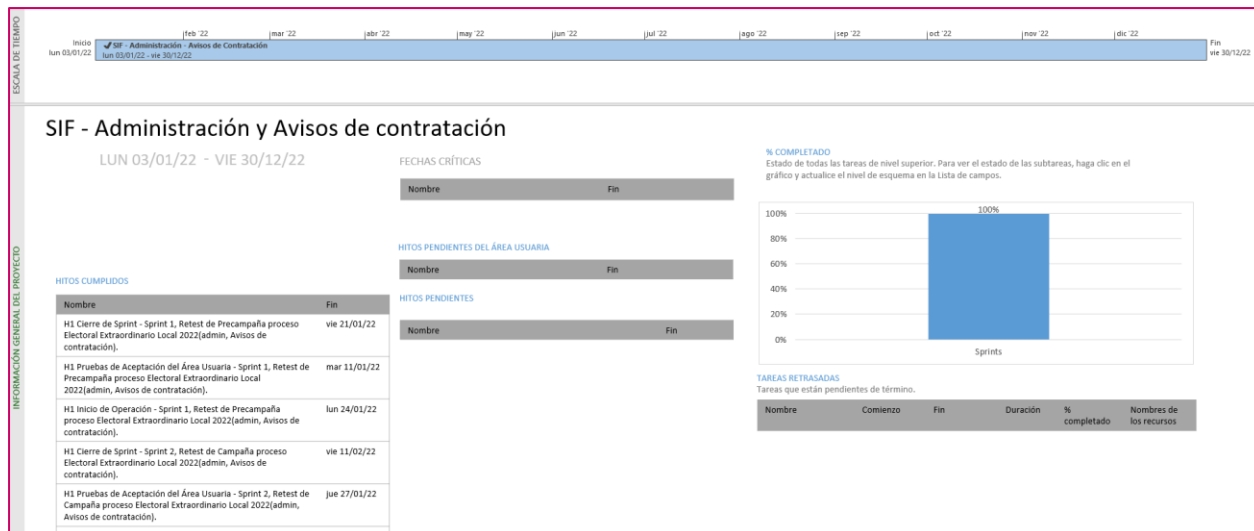 ESCALA DE TIEMPO
feb '22 mar '22 abr '22 may '22 jun '22 jul '22 ago '22 sep '22 oct '22 nov '22 dic '22
Inicio
lun 03/01/22
SIF - Administración - Avisos de Contratación
lun 03/01/22 - vie 30/12/22
Fin
vie 30/12/22
INFORMACIÓN GENERAL DEL PROYECTO
SIF - Administración y Avisos de contratación
LUN 03/01/22 - VIE 30/12/22
HITOS CUMPLIDOS
Nombre Fin
H1 Cierre de Sprint - Sprint 1, Retest de Precampaña proceso vie 21/01/22
Electoral Extraordinario Local 2022(admin, Avisos de
contratación).
H1 Pruebas de Aceptación del Área Usuaria - Sprint 1, Retest de mar 11/01/22
Precampaña proceso Electoral Extraordinario Local
2022(admin, Avisos de contratación).
H1 Inicio de Operación - Sprint 1, Retest de Precampaña lun 24/01/22
proceso Electoral Extraordinario Local 2022(admin, Avisos de
contratación).
H1 Cierre de Sprint - Sprint 2, Retest de Campaña proceso vie 11/02/22
Electoral Extraordinario Local 2022(admin, Avisos de
contratación).
H1 Pruebas de Aceptación del Área Usuaria - Sprint 2, Retest de jue 27/01/22
Campaña proceso Electoral Extraordinario Local 2022(admin,
Avisos de contratación).
FECHAS CRÍTICAS
Nombre Fin
HITOS PENDIENTES DEL ÁREA USUARIA
Nombre Fin
HITOS PENDIENTES
Nombre Fin
% COMPLETADO
Estado de todas las tareas de nivel superior. Para ver el estado de las subtareas, haga clic en el
gráfico y actualice el nivel de esquema en la Lista de campos.
100%
100%
80%
60%
40%
20%
0%
Sprints
TAREAS RETRASADAS
Tareas que están pendientes de término.
Nombre Comienzo Fin Duración % Nombres de
completado los recursos